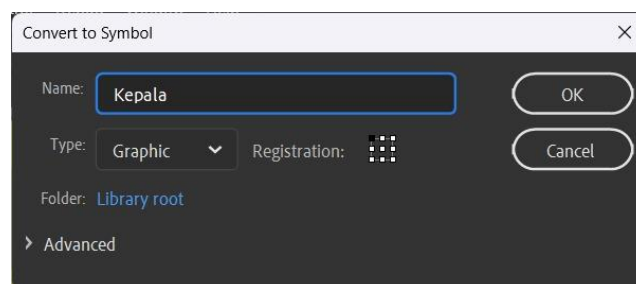 Convert to Symbol
Name: Kepala OK
Type: Graphic Registration: Cancel
Folder: Library root
Advanced